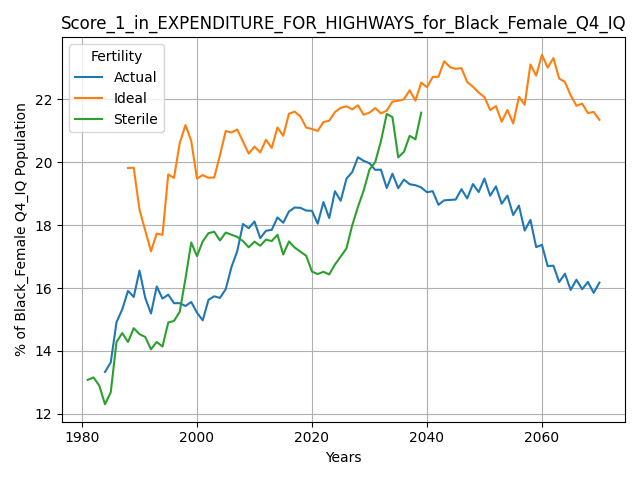 Score_1_in_EXPENDITURE_FOR_HIGHWAYS_for_Black_Female_Q4_IQ
Fertility
Actual
Ideal
Sterile
% of Black_Female Q4_IQ Population
22
20
18
16
14
12
1980
2000
2020
2040
2060
Years